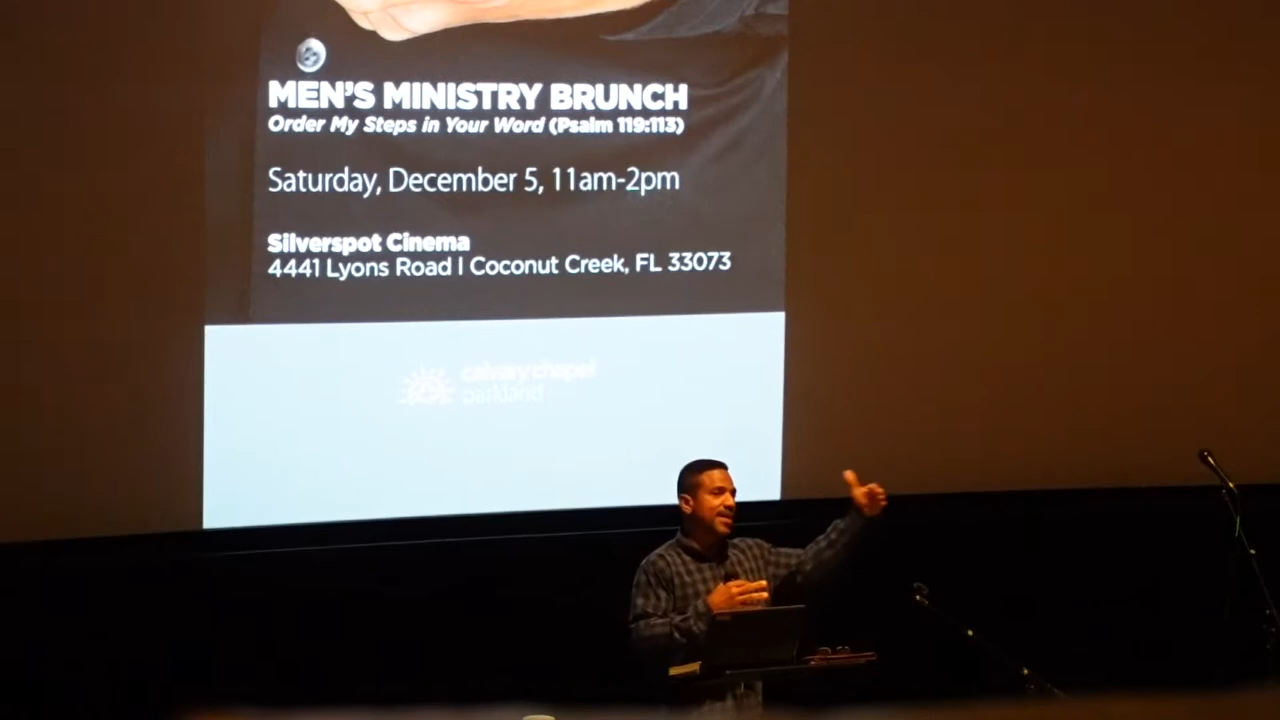 MEN'S MINISTRY BRUNCH
Order My Steps in Your Word (Psalm 119:113)
Saturday, December 5, 11am-2pm
Silverspot Cinema
4441 Lyons Road | Coconut Creek, FL 33073
calvary chapel
parkland